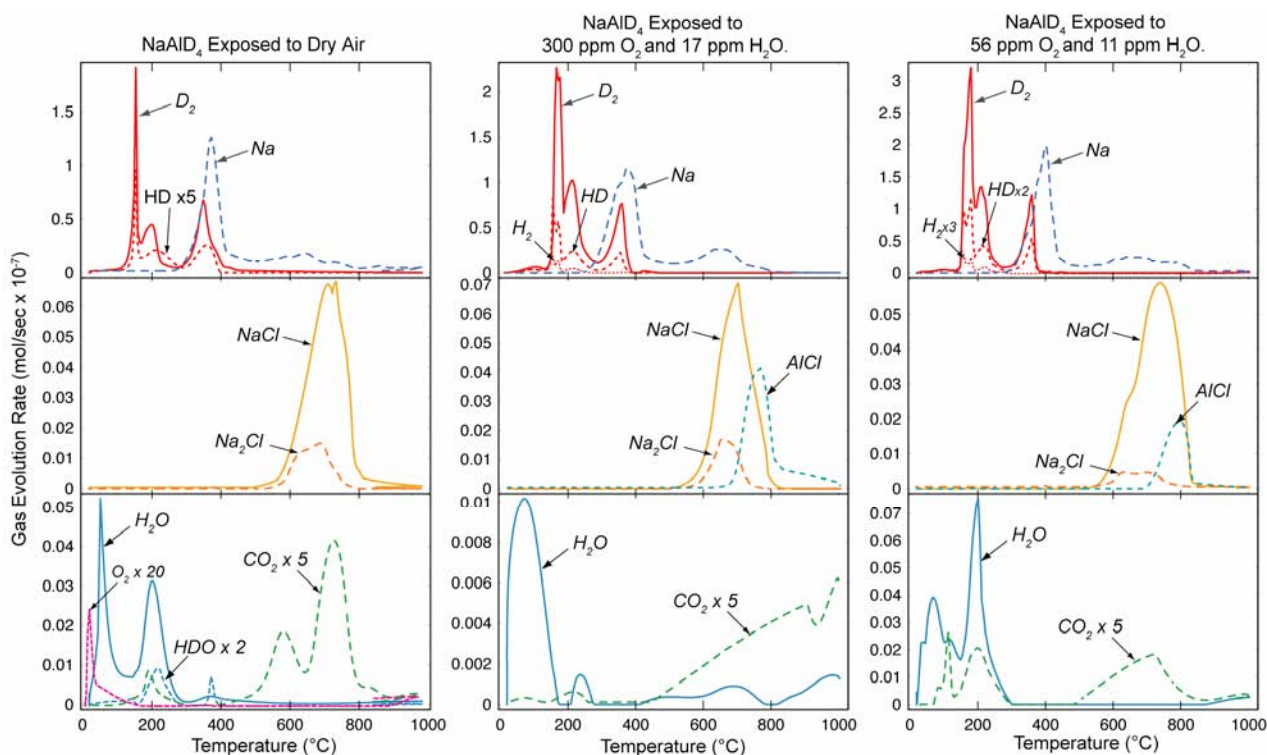 NaAlD₄ Exposed to Dry Air
NaAlD₄ Exposed to
300 ppm O₂ and 17 ppm H₂O.
NaAlD₄ Exposed to
56 ppm O₂ and 11 ppm H₂O.
Gas Evolution Rate (mol/sec x 10⁻⁷)
1.5
1
0.5
0
D₂
Na
HD x5
2
1.5
1
0.5
0
D₂
Na
HD
H₂
3
2.5
2
1.5
1
0.5
0
D₂
Na
HDx2
H₂x3
0.06
0.05
0.04
0.03
0.02
0.01
0
NaCl
Na₂Cl
0.07
0.06
0.05
0.04
0.03
0.02
0.01
0
NaCl
AlCl
Na₂Cl
0.05
0.04
0.03
0.02
0.01
0
NaCl
AlCl
Na₂Cl
0.05
0.04
0.03
0.02
0.01
0
H₂O
O₂ x 20
CO₂ x 5
HDO x 2
0.01
0.008
0.006
0.004
0.002
0
H₂O
CO₂ x 5
0.07
0.06
0.05
0.04
0.03
0.02
0.01
0
H₂O
CO₂ x 5
0 200 400 600 800 1000
0 200 400 600 800 1000
0 200 400 600 800 1000
Temperature (°C)
Temperature (°C)
Temperature (°C)